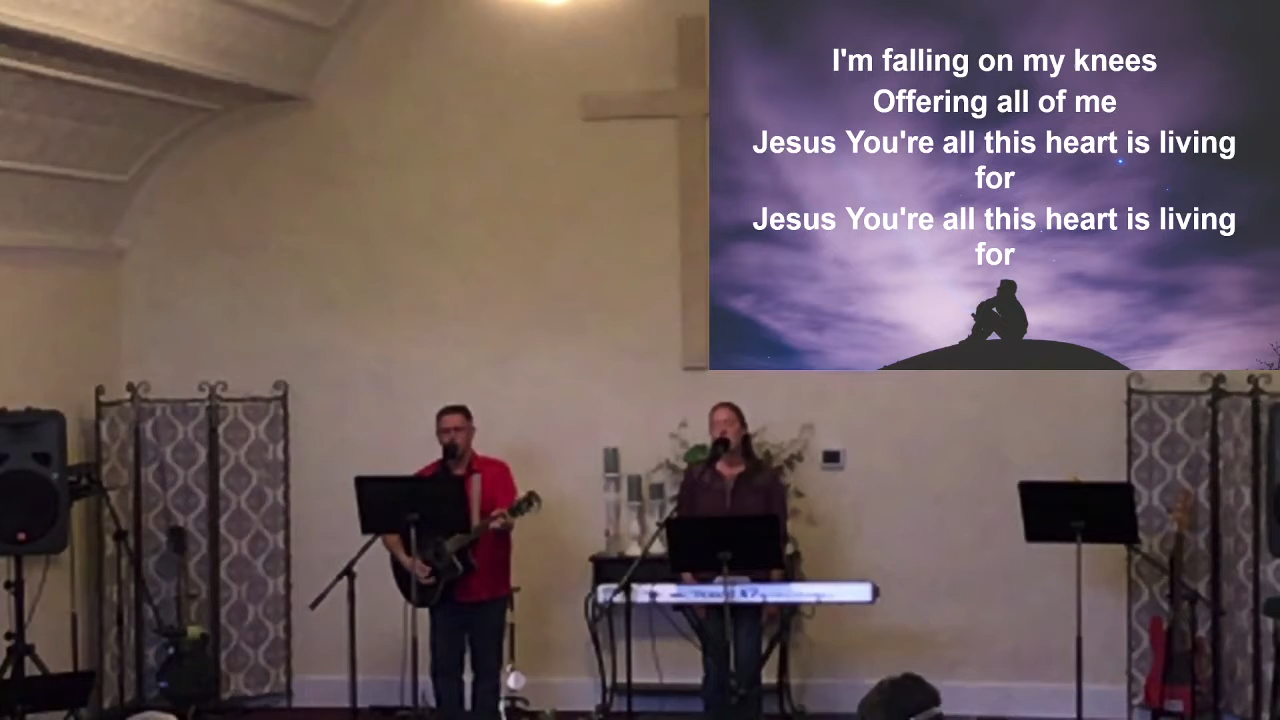 I'm falling on my knees
Offering all of me
Jesus You're all this heart is living
for
Jesus You're all this heart is living
for